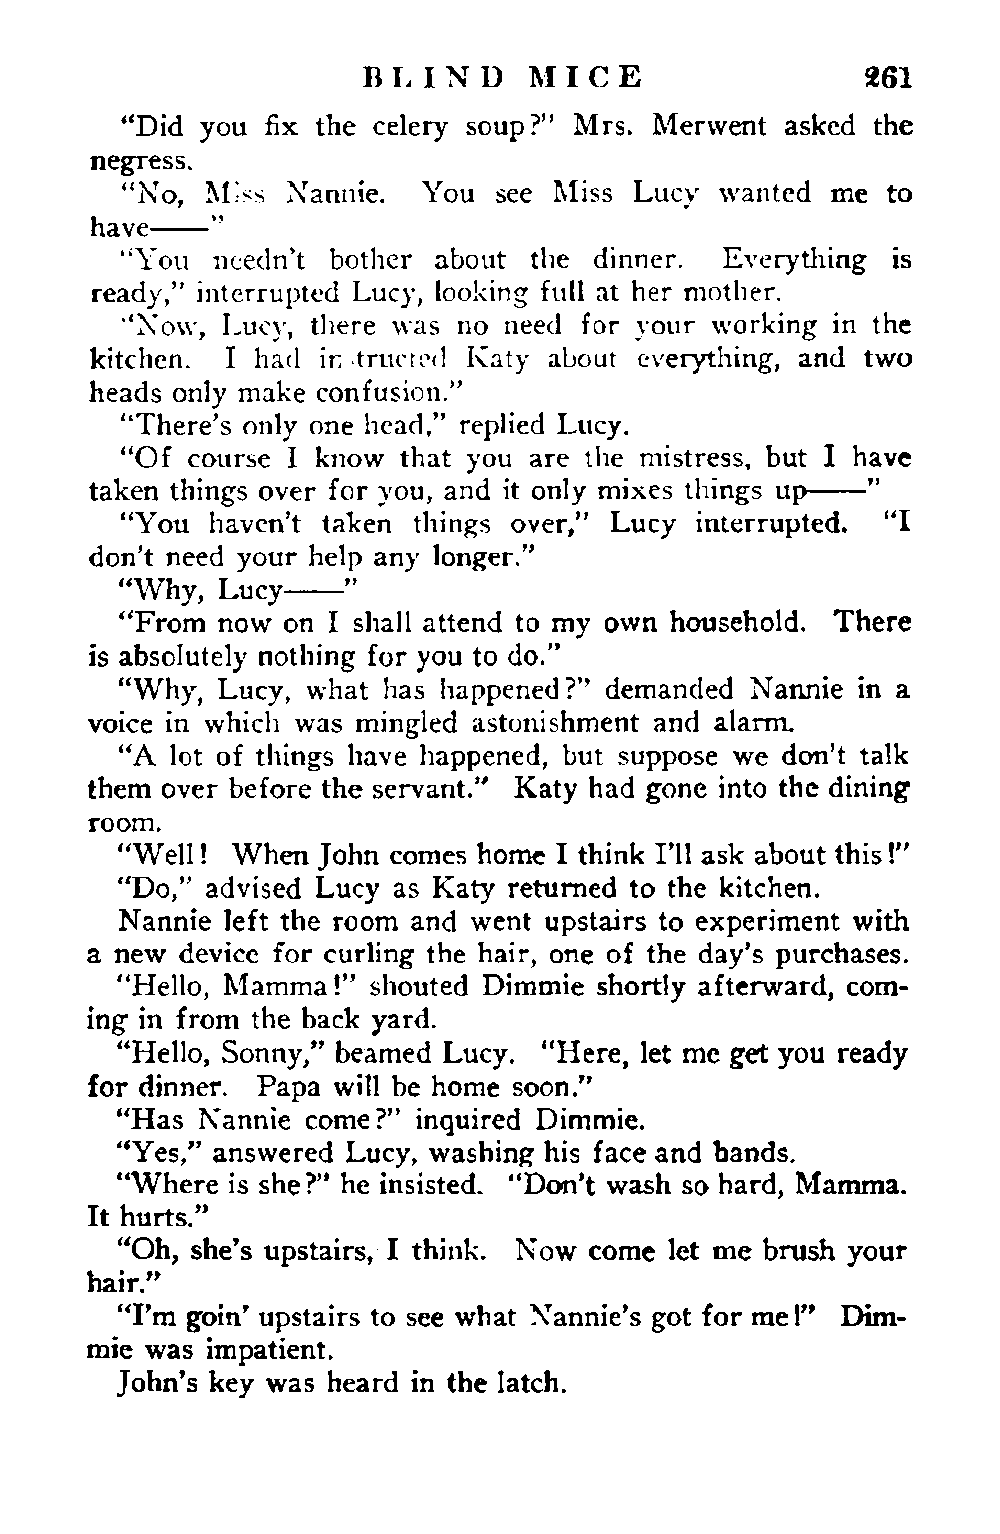 BLIND MICE 261
“Did you fix the celery soup?” Mrs. Merwent asked the
negress.
“No, Miss Nannie. You see Miss Lucy wanted me to
have——”
“You needn’t bother about the dinner. Everything is
ready,” interrupted Lucy, looking full at her mother.
“Now, Lucy, there was no need for your working in the
kitchen. I had instructed Katy about everything, and two
heads only make confusion.”
“There’s only one head,” replied Lucy.
“Of course I know that you are the mistress, but I have
taken things over for you, and it only mixes things up——”
“You haven’t taken things over,” Lucy interrupted. “I
don’t need your help any longer.”
“Why, Lucy——”
“From now on I shall attend to my own household. There
is absolutely nothing for you to do.”
“Why, Lucy, what has happened?” demanded Nannie in a
voice in which was mingled astonishment and alarm.
“A lot of things have happened, but suppose we don’t talk
them over before the servant.” Katy had gone into the dining
room.
“Well! When John comes home I think I’ll ask about this!”
“Do,” advised Lucy as Katy returned to the kitchen.
Nannie left the room and went upstairs to experiment with
a new device for curling the hair, one of the day’s purchases.
“Hello, Mamma!” shouted Dimmie shortly afterward, com-
ing in from the back yard.
“Hello, Sonny,” beamed Lucy. “Here, let me get you ready
for dinner. Papa will be home soon.”
“Has Nannie come?” inquired Dimmie.
“Yes,” answered Lucy, washing his face and hands.
“Where is she?” he insisted. “Don’t wash so hard, Mamma.
It hurts.”
“Oh, she’s upstairs, I think. Now come let me brush your
hair.”
“I’m goin’ upstairs to see what Nannie’s got for me!” Dim-
mie was impatient.
John’s key was heard in the latch.